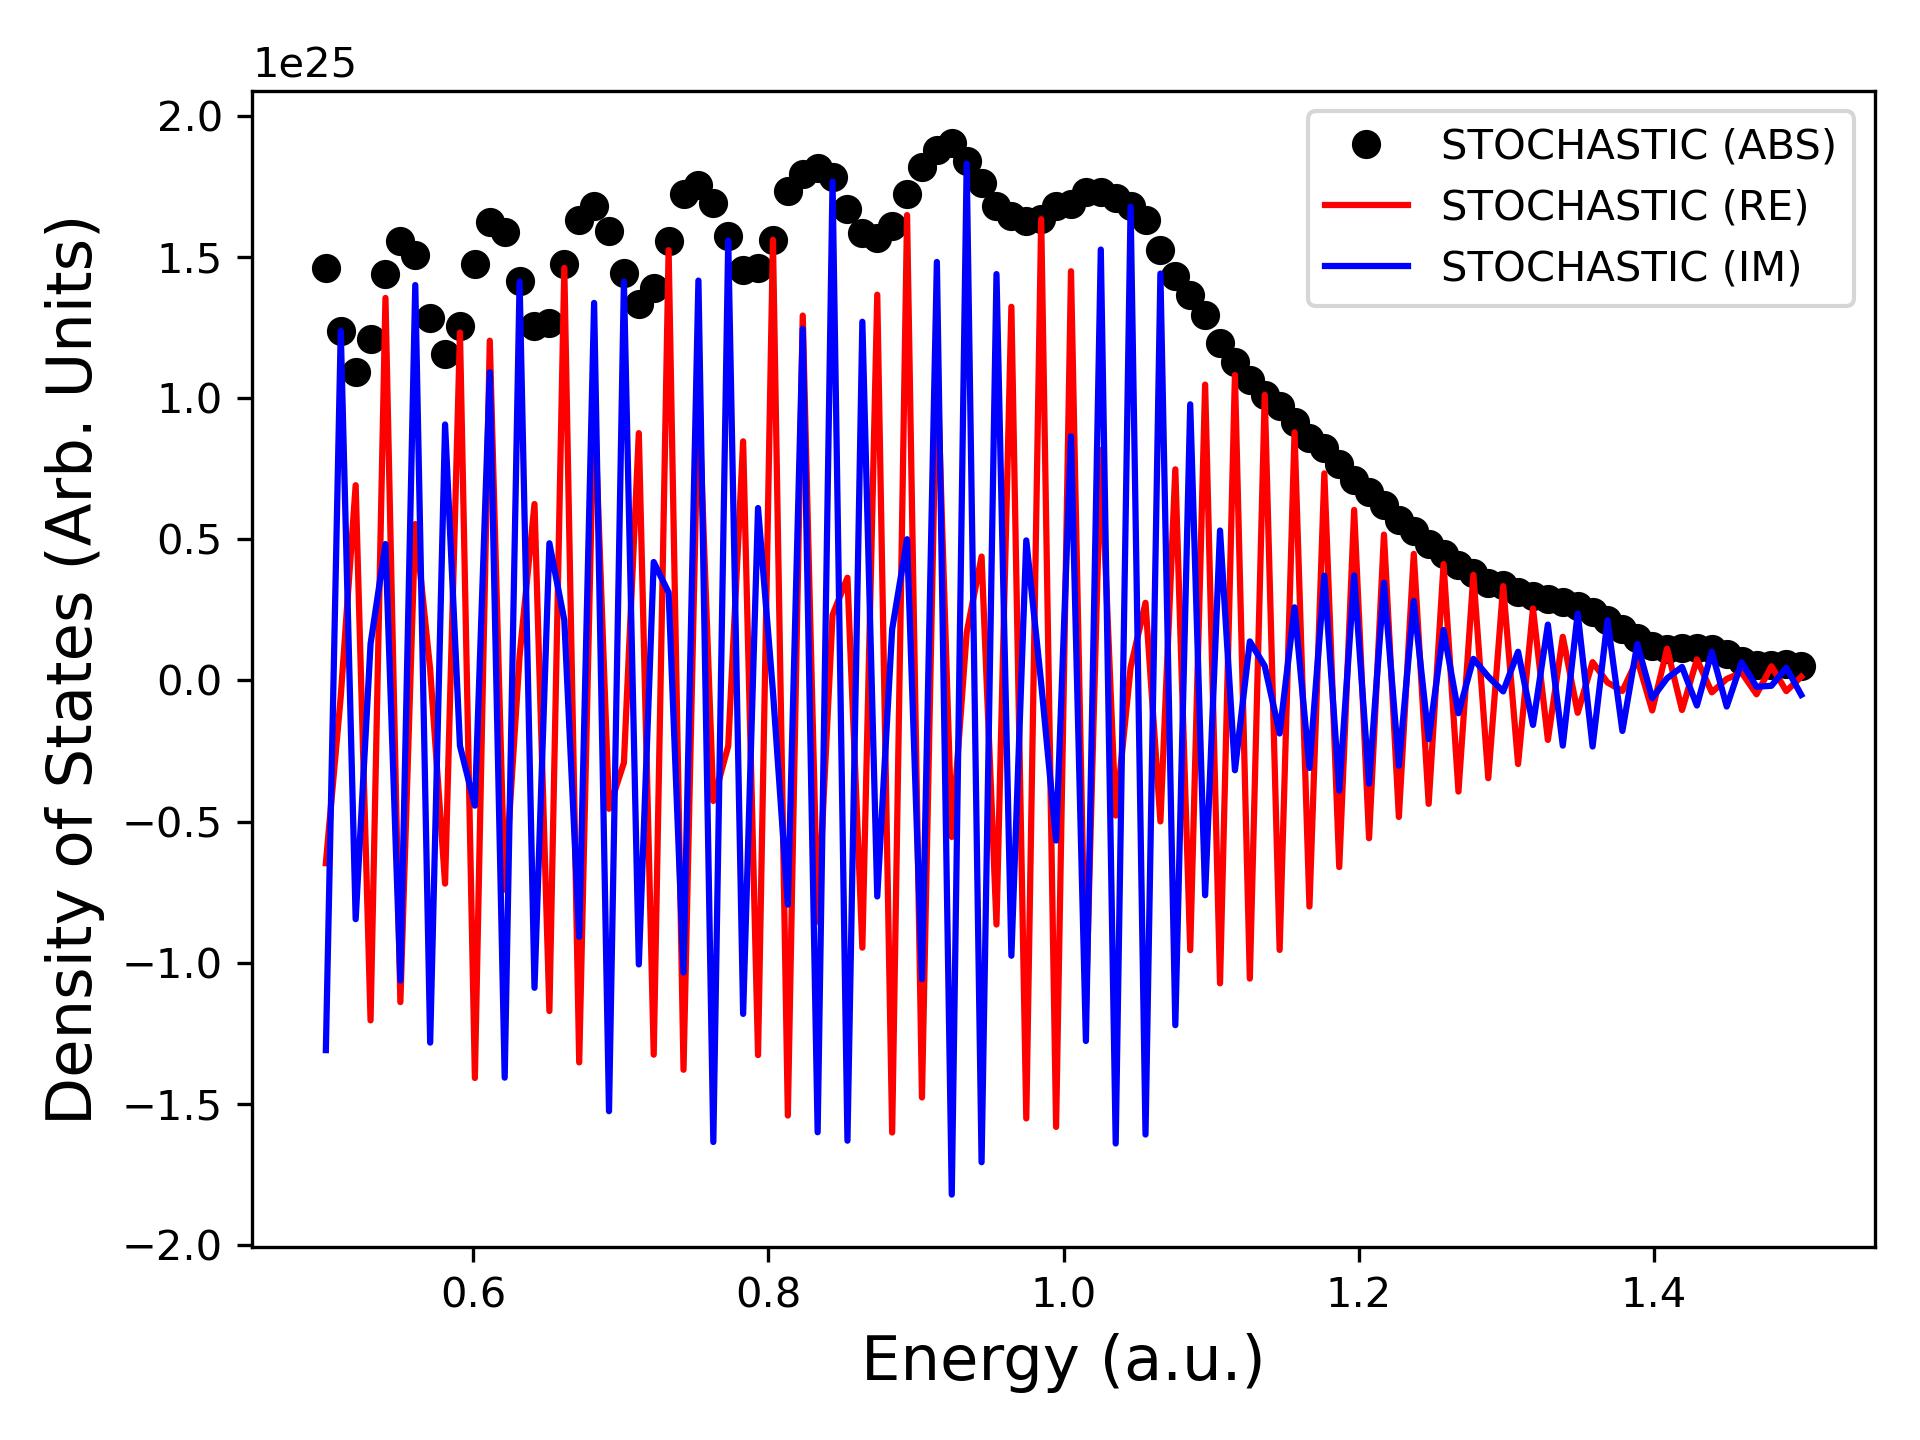 1e25
2.0
1.5
1.0
0.5
0.0
−0.5
−1.0
−1.5
−2.0
Density of States (Arb. Units)
STOCHASTIC (ABS)
STOCHASTIC (RE)
STOCHASTIC (IM)
0.6 0.8 1.0 1.2 1.4
Energy (a.u.)